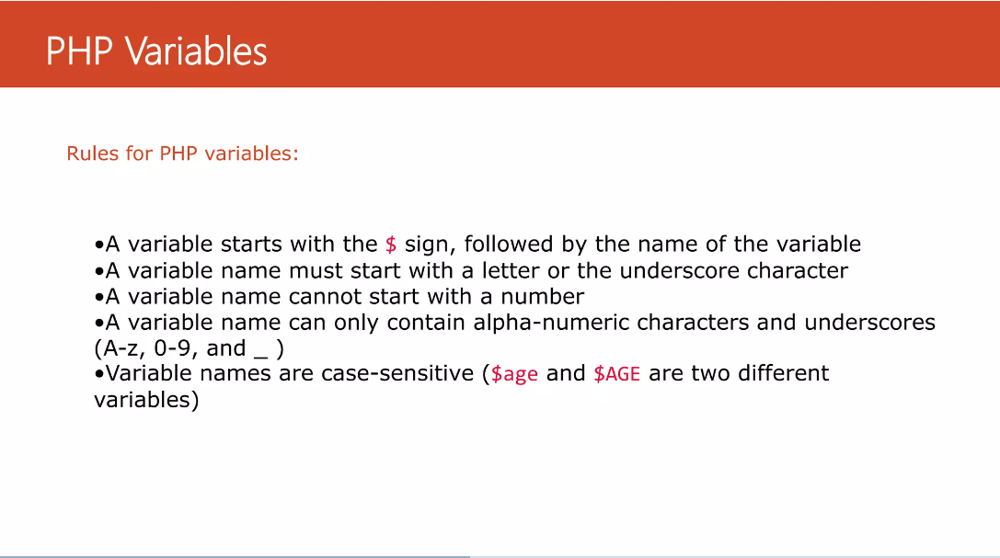 PHP Variables
Rules for PHP variables:
•A variable starts with the $ sign, followed by the name of the variable
•A variable name must start with a letter or the underscore character
•A variable name cannot start with a number
•A variable name can only contain alpha-numeric characters and underscores
(A-z, 0-9, and _ )
•Variable names are case-sensitive ($age and $AGE are two different
variables)